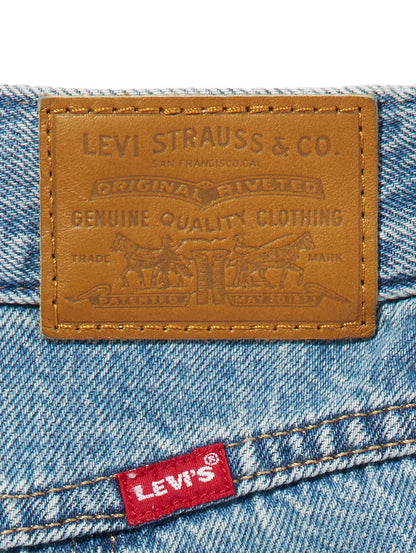 LEVI STRAUSS & CO.
SAN FRANCISCO, CAL.
ORIGINAL RIVETED
GENUINE QUALITY CLOTHING
TRADE MARK
PATENTED MAY 20 1873
LEVI'S®